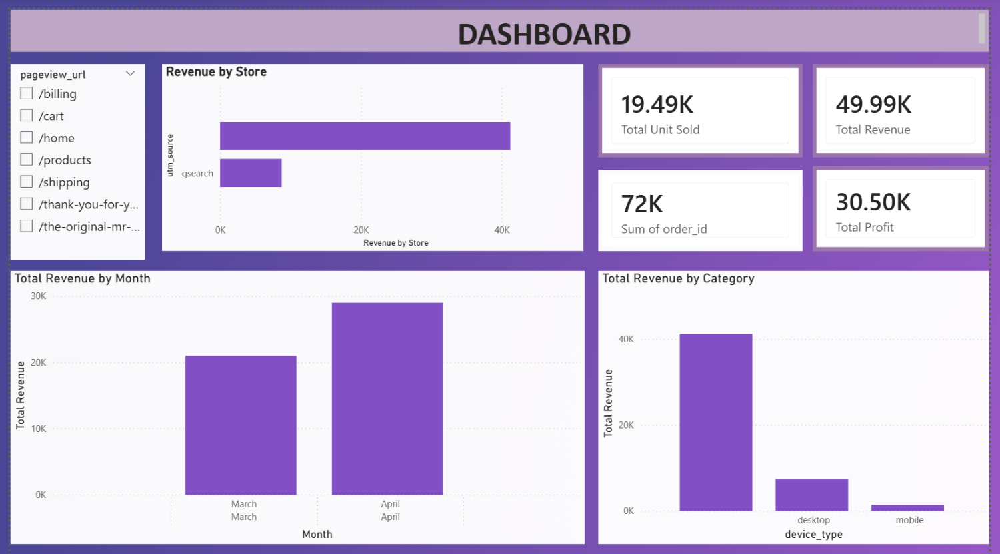 DASHBOARD
pageview_url
/billing
/cart
/home
/products
/shipping
/thank-you-for-y...
/the-original-mr-...
Revenue by Store
utm_source
gsearch
0K
20K
40K
Revenue by Store
19.49K
Total Unit Sold
49.99K
Total Revenue
72K
Sum of order_id
30.50K
Total Profit
Total Revenue by Month
Total Revenue
30K
20K
10K
0K
March
April
March
April
Month
Total Revenue by Category
Total Revenue
40K
20K
0K
desktop
mobile
device_type